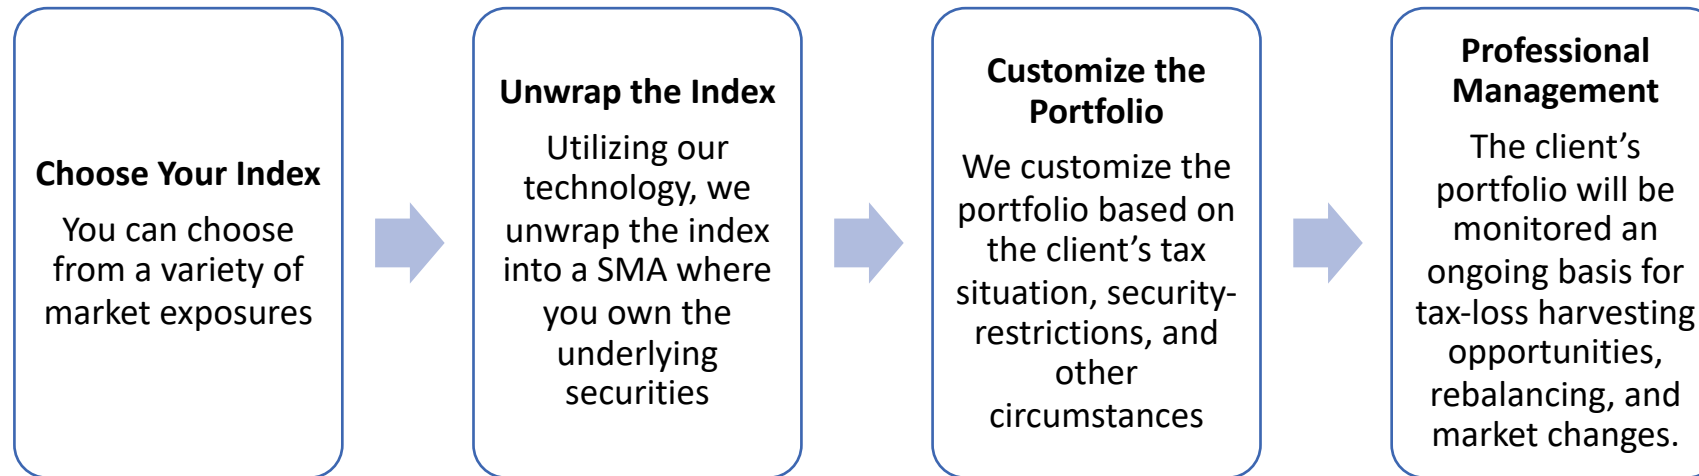 Choose Your Index
You can choose
from a variety of
market exposures
Unwrap the Index
Utilizing our
technology, we
unwrap the index
into a SMA where
you own the
underlying
securities
Customize the
Portfolio
We customize the
portfolio based on
the client’s tax
situation, security-
restrictions, and
other
circumstances
Professional
Management
The client’s
portfolio will be
monitored an
ongoing basis for
tax-loss harvesting
opportunities,
rebalancing, and
market changes.